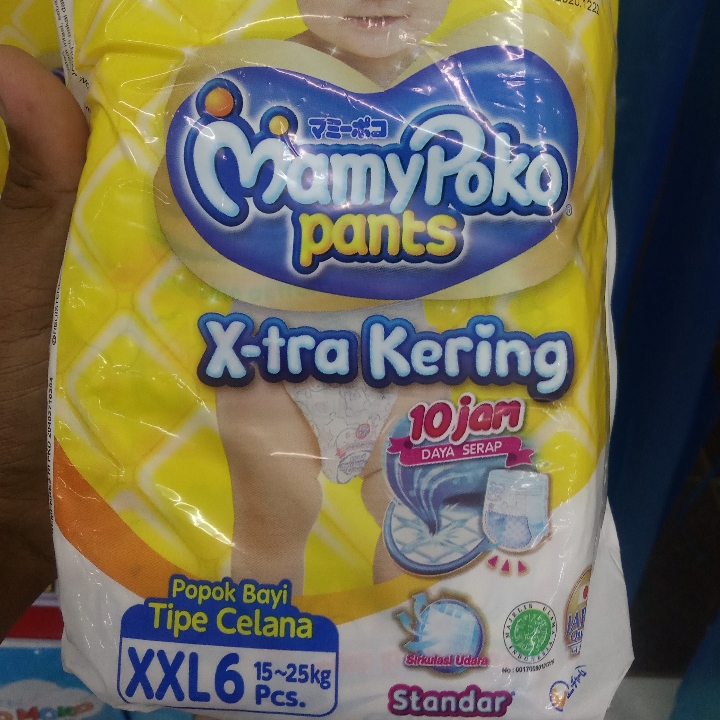 マミーポコ
MamyPoko
pants
X-tra Kering
10 jam
DAYA SERAP
Popok Bayi
Tipe Celana
XXL6 15~25kg
Pcs.
Sirkulasi Udara
Standar